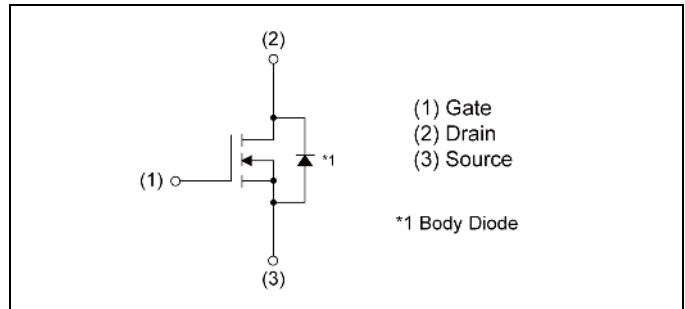 (2)
(1) Gate
(2) Drain
(3) Source
*1
(1)
*1 Body Diode
(3)